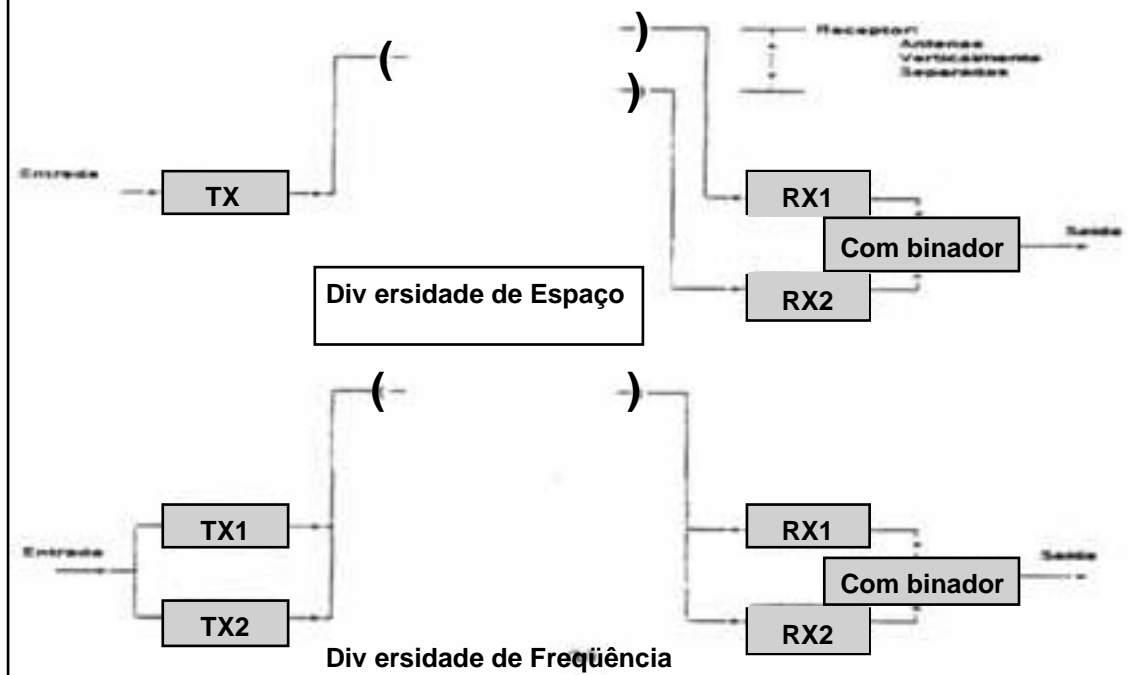 Receptor:
Antenas
Verticalmente
Separadas
Entrada
TX
RX1
Com binador
Saída
RX2
Div ersidade de Espaço
Entrada
TX1
TX2
RX1
Com binador
Saída
RX2
Div ersidade de Freqüência